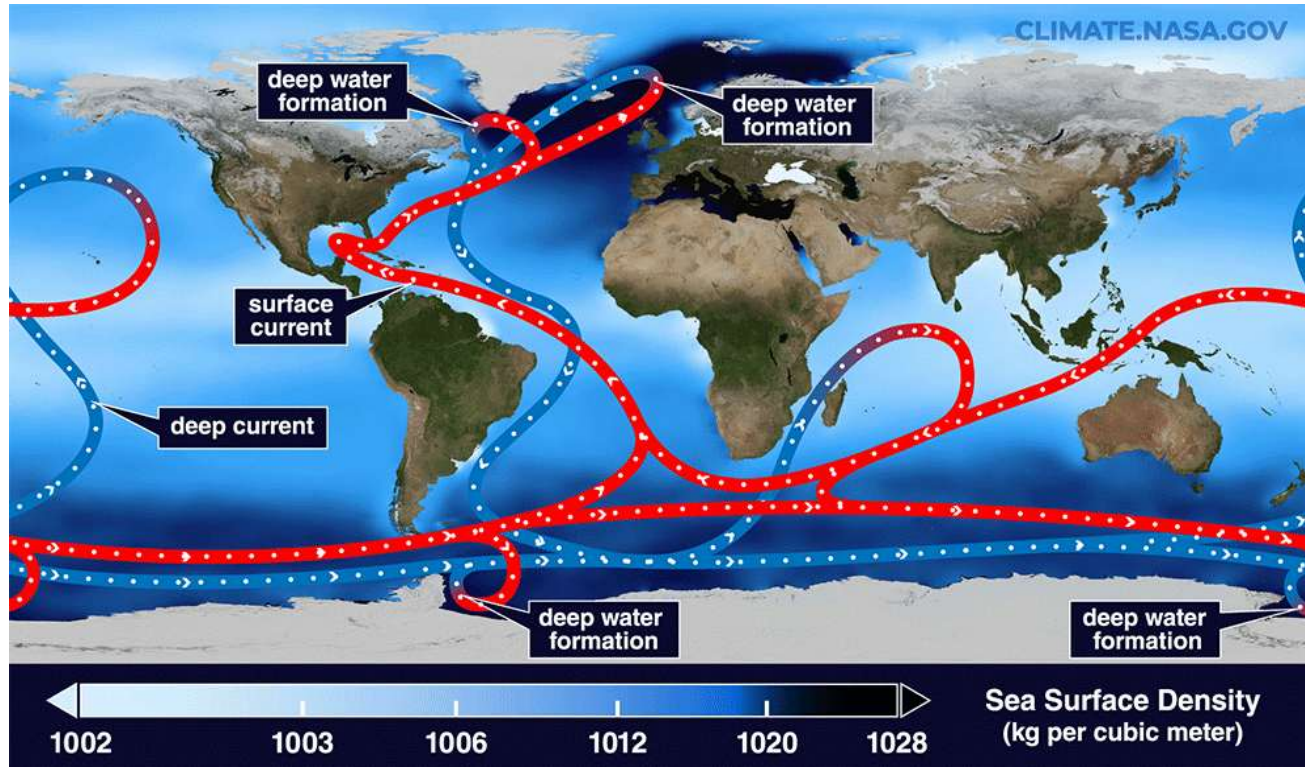 CLIMATE.NASA.GOV
deep water
formation
deep water
formation
surface
current
deep current
deep water
formation
deep water
formation
1002
1003
1006
1012
1020
1028
Sea Surface Density
(kg per cubic meter)